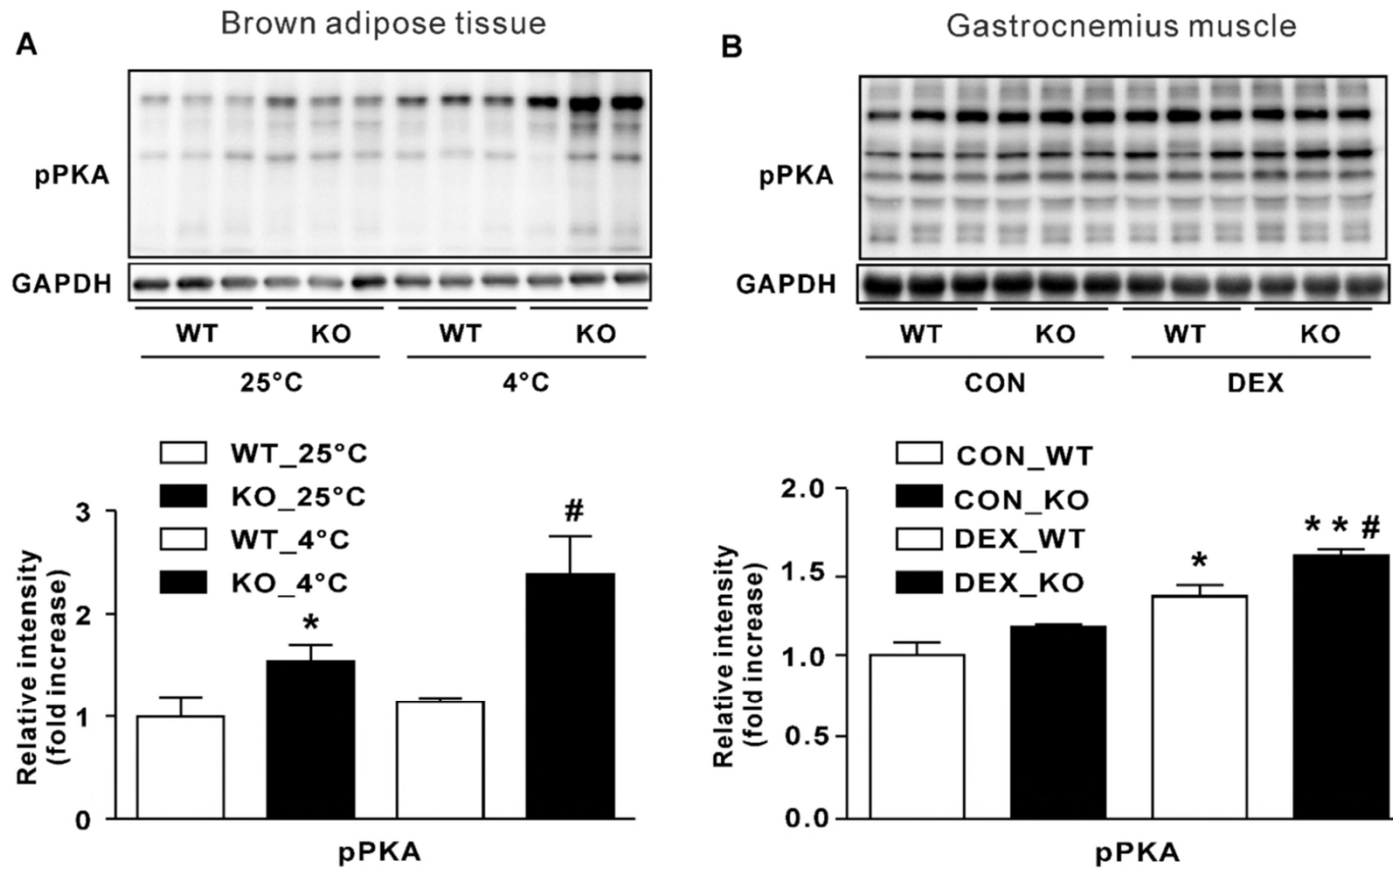 A
Brown adipose tissue
pPKA
GAPDH
WT KO WT KO
25°C 4°C
WT_25°C
KO_25°C
WT_4°C
KO_4°C
Relative intensity
(fold increase)
3
2
1
0
*
#
pPKA
B
Gastrocnemius muscle
pPKA
GAPDH
WT KO WT KO
CON DEX
CON_WT
CON_KO
DEX_WT
DEX_KO
Relative intensity
(fold increase)
2.0
1.5
1.0
0.5
0.0
*
* * #
pPKA